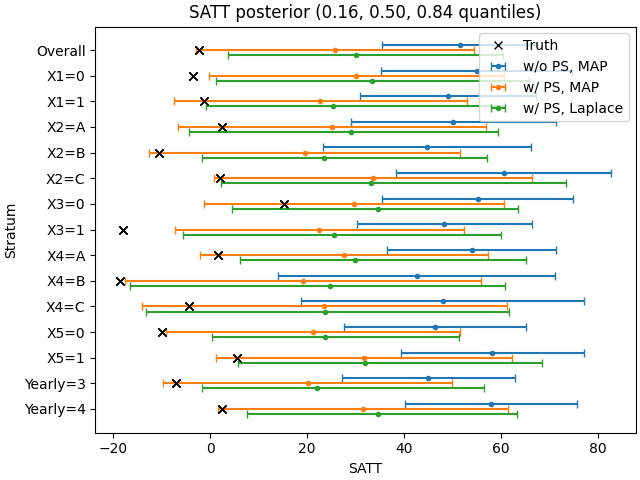 SATT posterior (0.16, 0.50, 0.84 quantiles)
Truth
w/o PS, MAP
w/ PS, MAP
w/ PS, Laplace
Stratum
Overall
X1=0
X1=1
X2=A
X2=B
X2=C
X3=0
X3=1
X4=A
X4=B
X4=C
X5=0
X5=1
Yearly=3
Yearly=4
−20
0
20
40
60
80
SATT